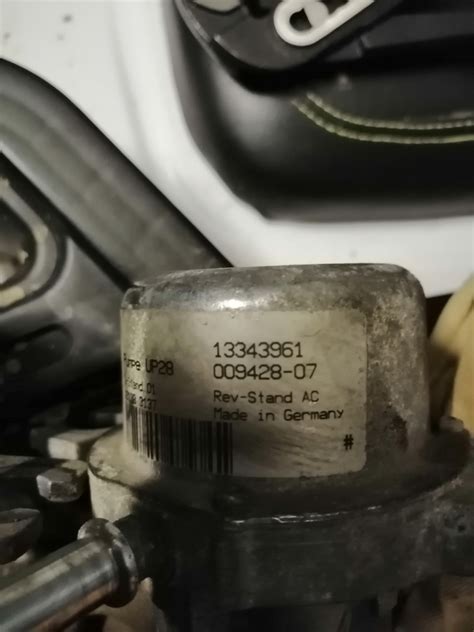 Pumpe UP28
13343961
009428-07
Rev-Stand AC
Made in Germany
#